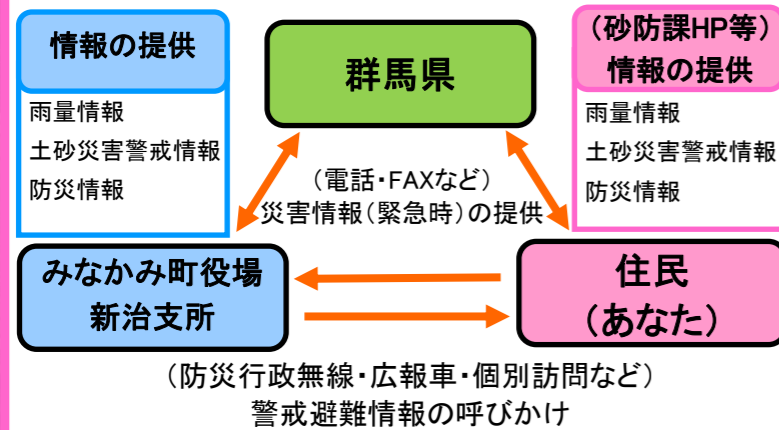 情報の提供
雨量情報
土砂災害警戒情報
防災情報
群馬県
（砂防課HP等）
情報の提供
雨量情報
土砂災害警戒情報
防災情報
（電話・FAXなど）
災害情報（緊急時）の提供
みなかみ町役場
新治支所
住民
（あなた）
（防災行政無線・広報車・個別訪問など）
警戒避難情報の呼びかけ